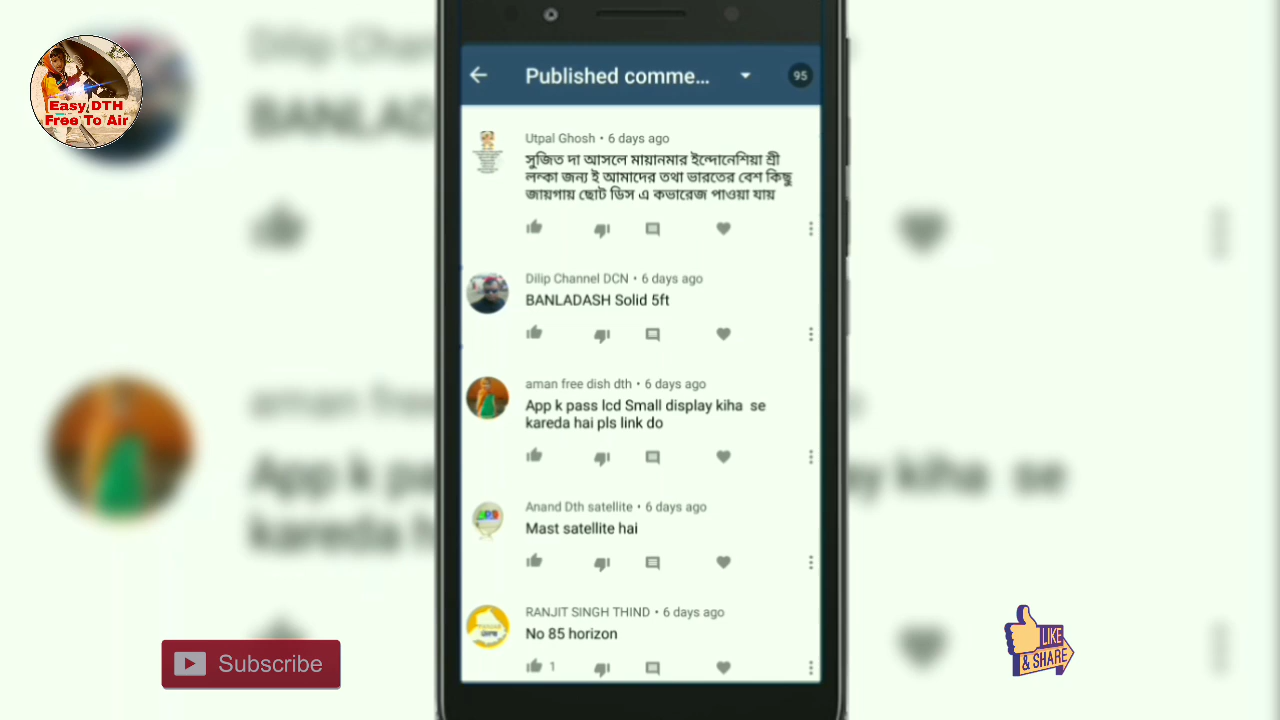 Easy DTH
Free To Air
Published comme...
95
Utpal Ghosh • 6 days ago
সুজিত দা আসলে মায়ানমার ইন্দোনেশিয়া শ্রী
লন্কা জন্য ই আমাদের তথা ভারতের বেশ কিছু
জায়গায় ছোট ডিস এ কভারেজ পাওয়া যায়
Dilip Channel DCN • 6 days ago
BANLADASH Solid 5ft
aman free dish dth • 6 days ago
App k pass lcd Small display kiha se
kareda hai pls link do
Anand Dth satellite • 6 days ago
Mast satellite hai
RANJIT SINGH THIND • 6 days ago
No 85 horizon
1
Subscribe
LIKE
& SHARE